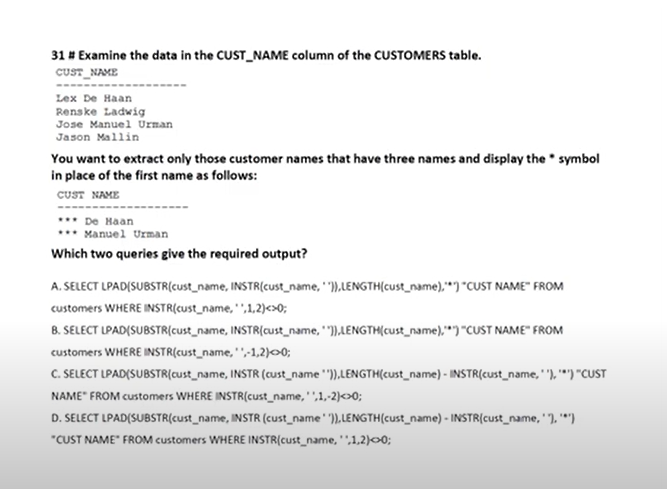 31 # Examine the data in the CUST_NAME column of the CUSTOMERS table.
CUST_NAME
-------------------
Lex De Haan
Renske Ladwig
Jose Manuel Urman
Jason Mallin
You want to extract only those customer names that have three names and display the * symbol
in place of the first name as follows:
CUST NAME
-------------------
*** De Haan
*** Manuel Urman
Which two queries give the required output?
A. SELECT LPAD(SUBSTR(cust_name, INSTR(cust_name, ' ')),LENGTH(cust_name),'*') "CUST NAME" FROM
customers WHERE INSTR(cust_name, ' ',1,2)<>0;
B. SELECT LPAD(SUBSTR(cust_name, INSTR(cust_name, ' ')),LENGTH(cust_name),'*') "CUST NAME" FROM
customers WHERE INSTR(cust_name, ' ',-1,2)<>0;
C. SELECT LPAD(SUBSTR(cust_name, INSTR (cust_name ' ')),LENGTH(cust_name) - INSTR(cust_name, ' '), '*') "CUST
NAME" FROM customers WHERE INSTR(cust_name, ' ',1,-2)<>0;
D. SELECT LPAD(SUBSTR(cust_name, INSTR (cust_name ' ')),LENGTH(cust_name) - INSTR(cust_name, ' '), '*')
"CUST NAME" FROM customers WHERE INSTR(cust_name, ' ',1,2)<>0;